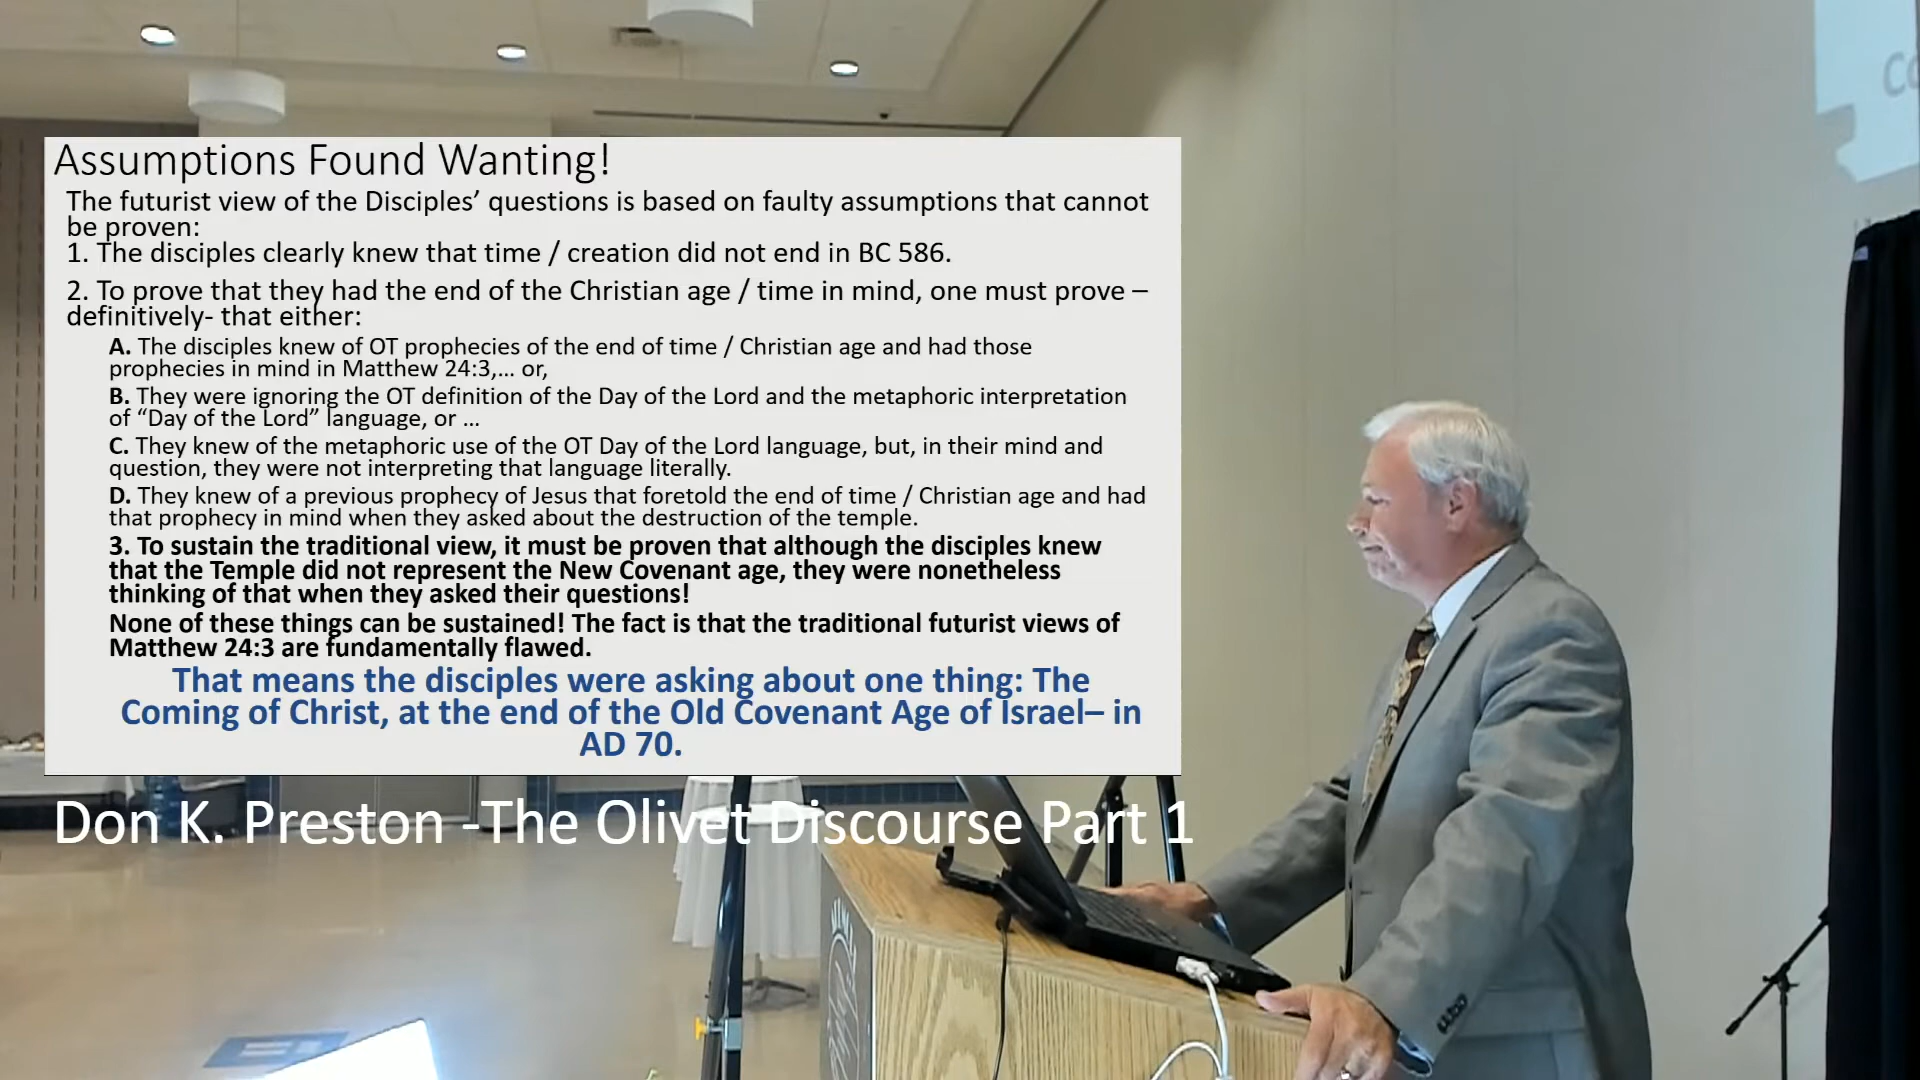 Assumptions Found Wanting!
The futurist view of the Disciples’ questions is based on faulty assumptions that cannot
be proven:
1. The disciples clearly knew that time / creation did not end in BC 586.
2. To prove that they had the end of the Christian age / time in mind, one must prove –
definitively- that either:
A. The disciples knew of OT prophecies of the end of time / Christian age and had those
prophecies in mind in Matthew 24:3,... or,
B. They were ignoring the OT definition of the Day of the Lord and the metaphoric interpretation
of “Day of the Lord” language, or ...
C. They knew of the metaphoric use of the OT Day of the Lord language, but, in their mind and
question, they were not interpreting that language literally.
D. They knew of a previous prophecy of Jesus that foretold the end of time / Christian age and had
that prophecy in mind when they asked about the destruction of the temple.
3. To sustain the traditional view, it must be proven that although the disciples knew
that the Temple did not represent the New Covenant age, they were nonetheless
thinking of that when they asked their questions!
None of these things can be sustained! The fact is that the traditional futurist views of
Matthew 24:3 are fundamentally flawed.
That means the disciples were asking about one thing: The
Coming of Christ, at the end of the Old Covenant Age of Israel– in
AD 70.
Don K. Preston -The Olivet Discourse Part 1